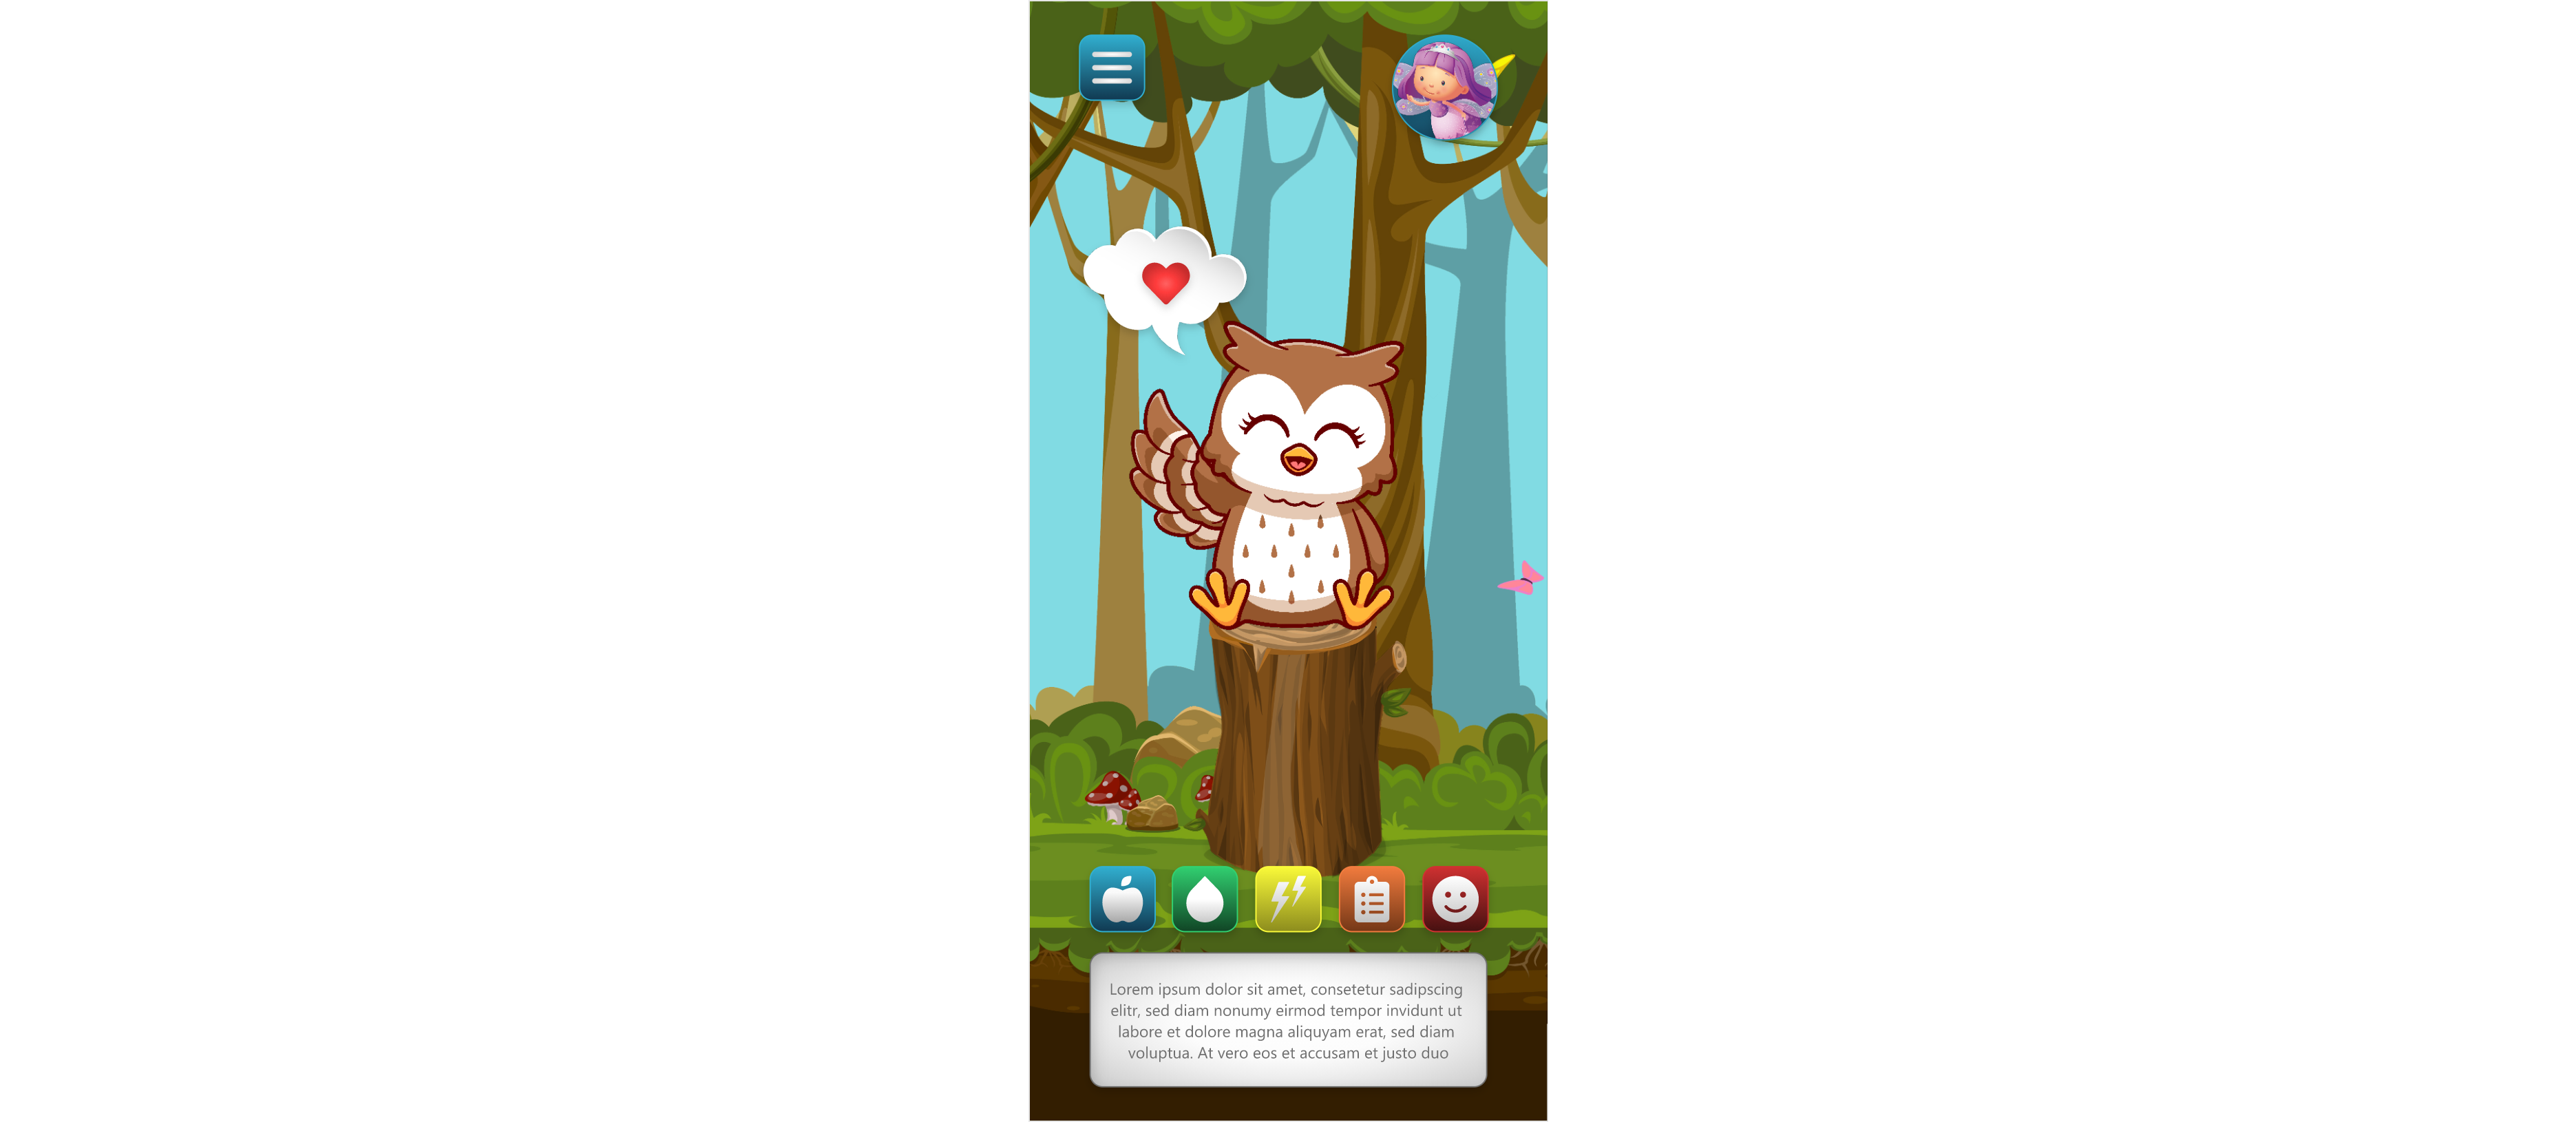 Lorem ipsum dolor sit amet, consetetur sadipscing
elitr, sed diam nonumy eirmod tempor invidunt ut
labore et dolore magna aliquyam erat, sed diam
voluptua. At vero eos et accusam et justo duo